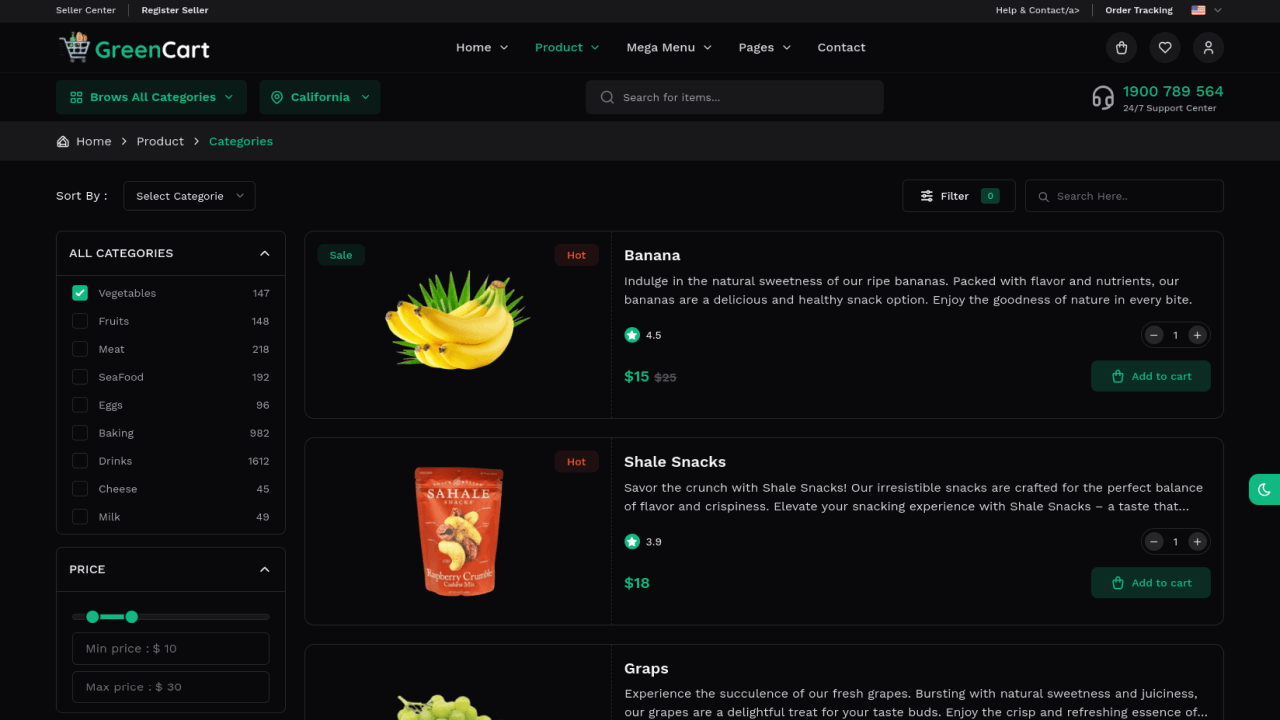 Seller Center
Register Seller
Help & Contact/a>
Order Tracking
GreenCart
Home
Product
Mega Menu
Pages
Contact
Brows All Categories
California
Search for items...
1900 789 564
24/7 Support Center
Home
Product
Categories
Sort By :
Select Categorie
Filter
0
Search Here..
ALL CATEGORIES
Vegetables 147
Fruits 148
Meat 218
SeaFood 192
Eggs 96
Baking 982
Drinks 1612
Cheese 45
Milk 49
PRICE
Min price : $ 10
Max price : $ 30
Sale
Hot
Banana
Indulge in the natural sweetness of our ripe bananas. Packed with flavor and nutrients, our
bananas are a delicious and healthy snack option. Enjoy the goodness of nature in every bite.
4.5
1
$15 $25
Add to cart
Hot
SAHALE
SNACKS
Raspberry Crumble
Cashew Mix
Shale Snacks
Savor the crunch with Shale Snacks! Our irresistible snacks are crafted for the perfect balance
of flavor and crispiness. Elevate your snacking experience with Shale Snacks – a taste that...
3.9
1
$18
Add to cart
Graps
Experience the succulence of our fresh grapes. Bursting with natural sweetness and juiciness,
our grapes are a delightful treat for your taste buds. Enjoy the crisp and refreshing essence of...